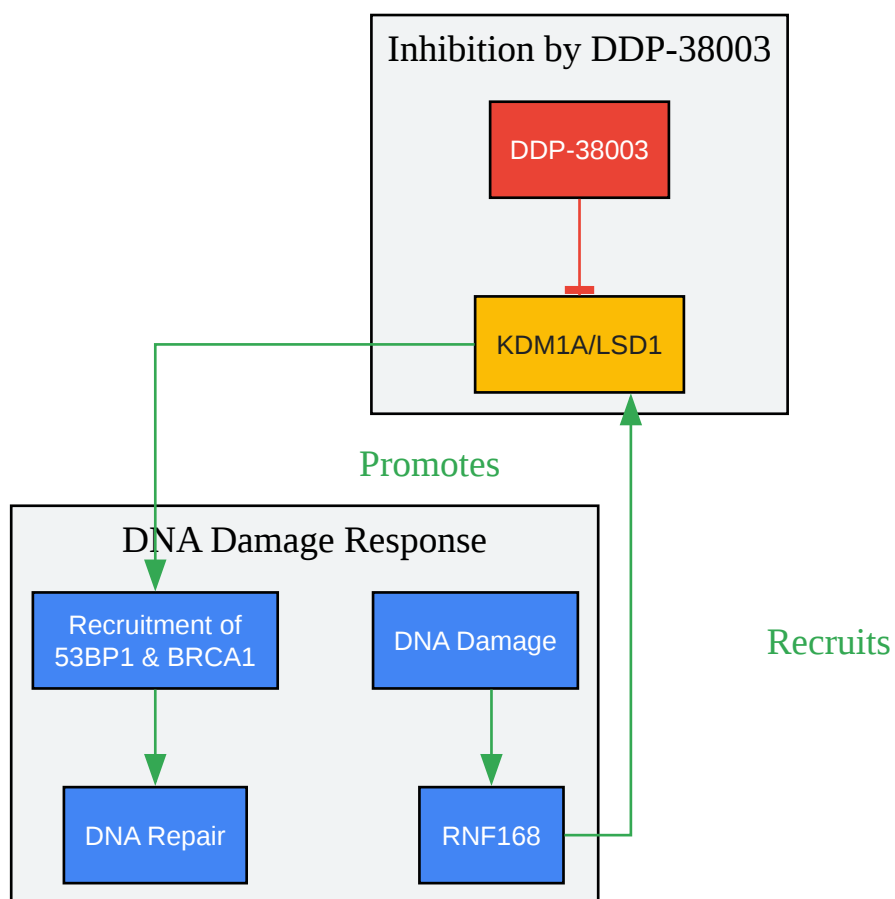 Inhibition by DDP-38003
DDP-38003
KDM1A/LSD1
Promotes
DNA Damage Response
Recruitment of
53BP1 & BRCA1
DNA Damage
Recruits
DNA Repair
RNF168